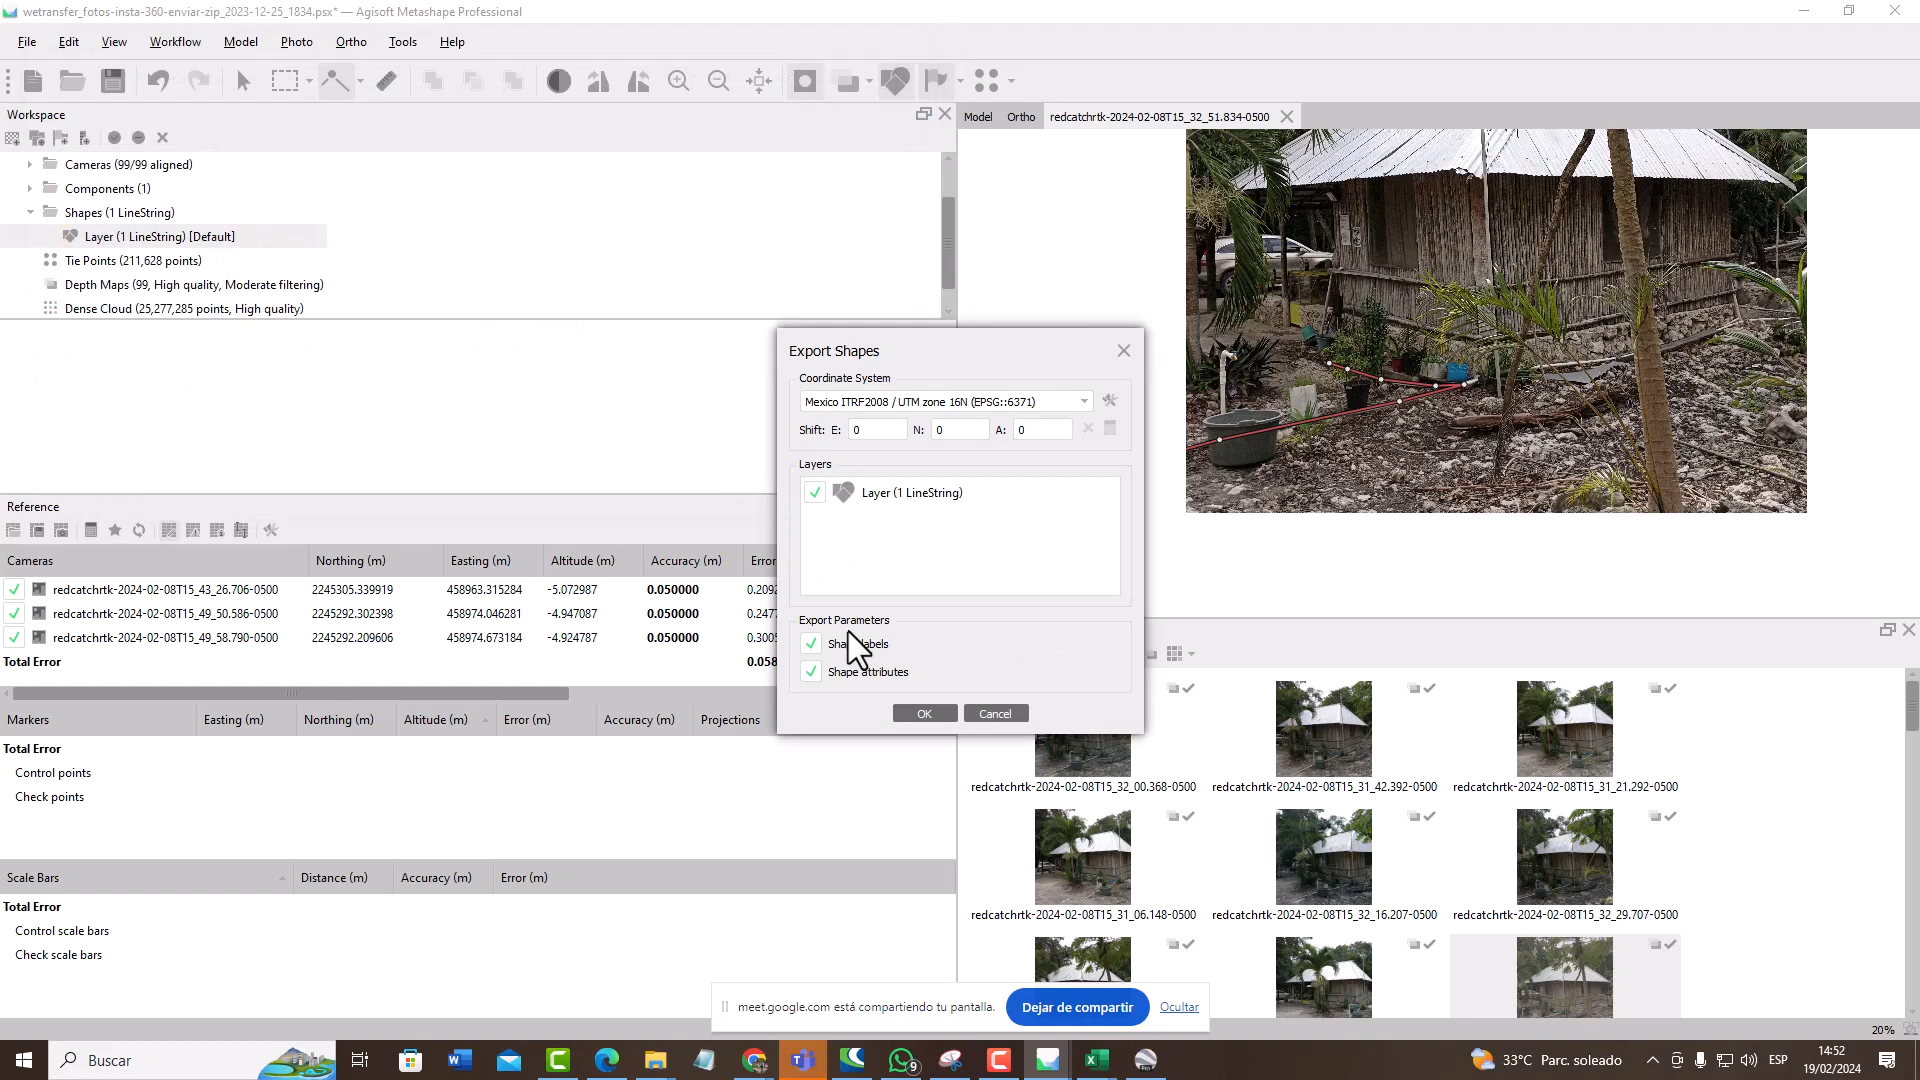 wetransfer_fotos-insta-360-enviar-zip_2023-12-25_1834.psx* — Agisoft Metashape Professional
File Edit View Workflow Model Photo Ortho Tools Help
Workspace
Cameras (99/99 aligned)
Components (1)
Shapes (1 LineString)
Layer (1 LineString) [Default]
Tie Points (211,628 points)
Depth Maps (99, High quality, Moderate filtering)
Dense Cloud (25,277,285 points, High quality)
Model Ortho redcatchrtk-2024-02-08T15_32_51.834-0500
Export Shapes
Coordinate System
Mexico ITRF2008 / UTM zone 16N (EPSG::6371)
Shift: E: 0 N: 0 A: 0
Layers
Layer (1 LineString)
Export Parameters
Shape attributes
OK Cancel
Reference
Cameras Northing (m) Easting (m) Altitude (m) Accuracy (m) Error
redcatchrtk-2024-02-08T15_43_26.706-0500 2245305.339919 458963.315284 -5.072987 0.050000 0.2092
redcatchrtk-2024-02-08T15_49_50.586-0500 2245292.302398 458974.046281 -4.947087 0.050000 0.2477
redcatchrtk-2024-02-08T15_49_58.790-0500 2245292.209606 458974.673184 -4.924787 0.050000 0.3005
Total Error 0.058
Markers Easting (m) Northing (m) Altitude (m) Error (m) Accuracy (m) Projections
Total Error
Control points
Check points
Scale Bars Distance (m) Accuracy (m) Error (m)
Total Error
Control scale bars
Check scale bars
redcatchrtk-2024-02-08T15_32_00.368-0500 redcatchrtk-2024-02-08T15_31_42.392-0500 redcatchrtk-2024-02-08T15_31_21.292-0500
redcatchrtk-2024-02-08T15_31_06.148-0500 redcatchrtk-2024-02-08T15_32_16.207-0500 redcatchrtk-2024-02-08T15_32_29.707-0500
meet.google.com está compartiendo tu pantalla. Dejar de compartir Ocultar
20%
Buscar
9
33°C Parc. soleado
ESP
14:52
19/02/2024